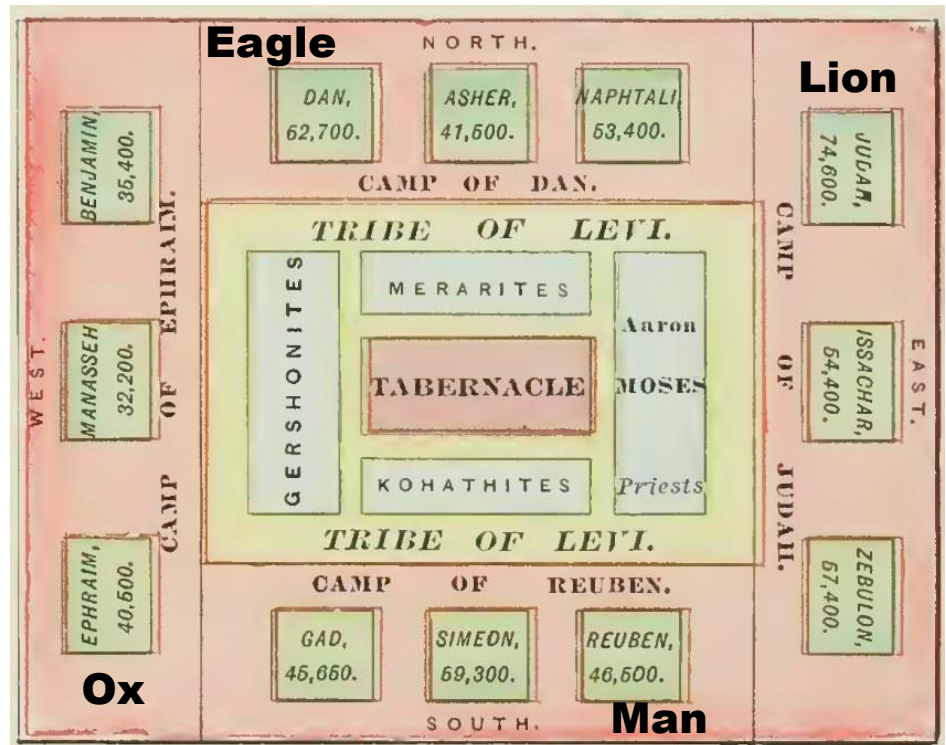 Eagle
NORTH.
Lion
DAN,
62,700.
ASHER,
41,500.
NAPHTALI
53,400.
CAMP OF DAN.
BENJAMIN,
35,400.
MANASSEH
32,200.
EPHRAIM,
40,500.
WEST.
CAMP OF EPHRAIM.
TRIBE OF LEVI.
GERSHONITES
MERARITES
TABERNACLE
KOHATHITES
Aaron
MOSES
Priests
TRIBE OF LEVI.
JUDAH,
74,600.
ISSACHAR,
54,400.
ZEBULON,
57,400.
CAMP OF JUDAH.
EAST.
CAMP OF REUBEN.
GAD,
45,650.
SIMEON,
59,300.
REUBEN,
46,500.
Ox
SOUTH.
Man